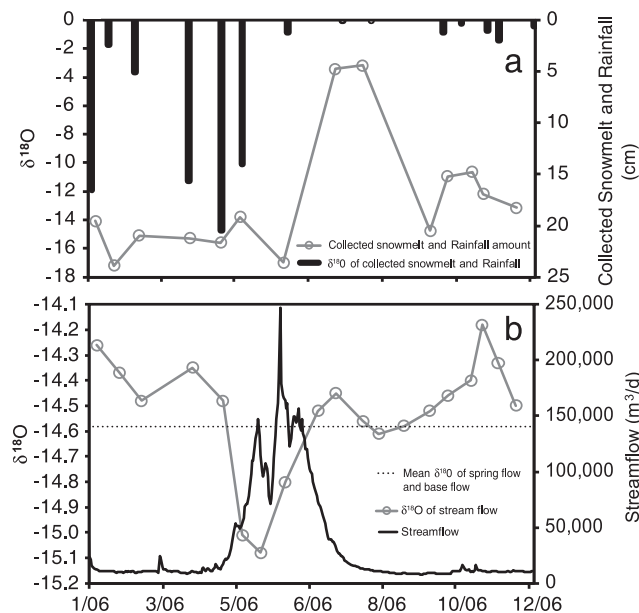 0
-2
-4
-6
-8
-10
-12
-14
-16
-18
δ¹⁸O
a
0
5
10
15
20
25
Collected Snowmelt and Rainfall
(cm)
Collected snowmelt and Rainfall amount
δ¹⁸0 of collected snowmelt and Rainfall
-14.1
-14.2
-14.3
-14.4
-14.5
-14.6
-14.7
-14.8
-14.9
-15.0
-15.1
-15.2
δ¹⁸O
b
250,000
200,000
150,000
100,000
50,000
0
Streamflow (m³/d)
Mean δ¹⁸0 of spring flow
and base flow
δ¹⁸O of stream flow
Streamflow
1/06 3/06 5/06 6/06 8/06 10/06 12/06